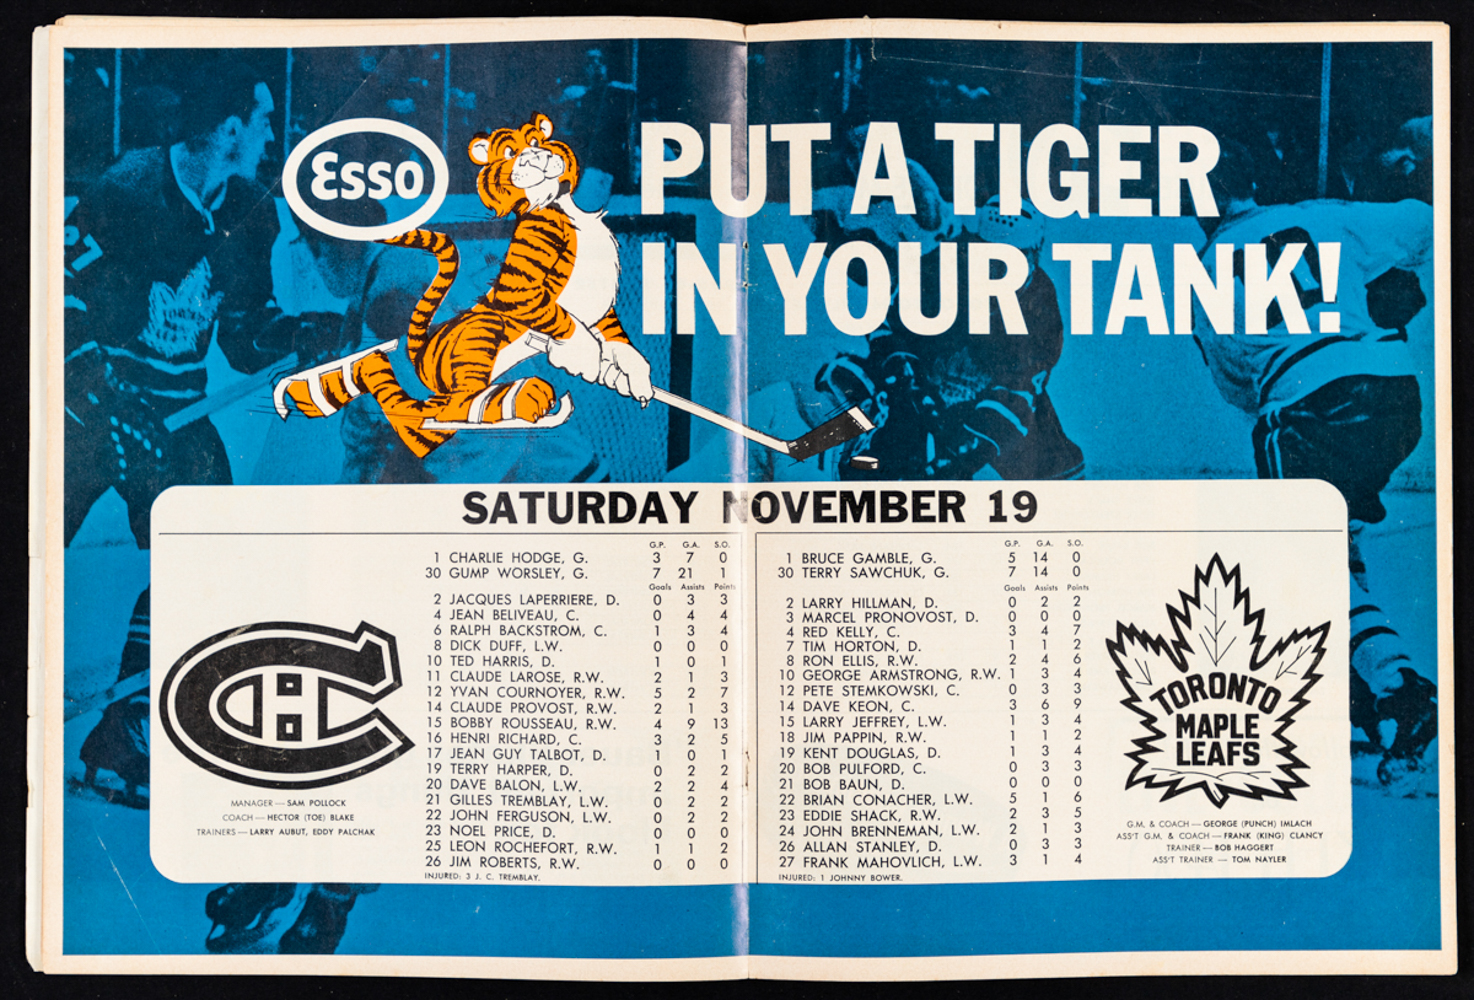 Esso
PUT A TIGER
IN YOUR TANK!
SATURDAY NOVEMBER 19
G.P. G.A. S.O.
1 CHARLIE HODGE, G. 3 7 0
30 GUMP WORSLEY, G. 7 21 1
Goals Assists Points
2 JACQUES LAPERRIERE, D. 0 3 3
4 JEAN BELIVEAU, C. 0 4 4
6 RALPH BACKSTROM, C. 1 3 4
8 DICK DUFF, L.W. 0 0 0
10 TED HARRIS, D. 1 0 1
11 CLAUDE LAROSE, R.W. 2 1 3
12 YVAN COURNOYER, R.W. 5 2 7
14 CLAUDE PROVOST, R.W. 2 1 3
15 BOBBY ROUSSEAU, R.W. 4 9 13
16 HENRI RICHARD, C. 3 2 5
17 JEAN GUY TALBOT, D. 1 0 1
19 TERRY HARPER, D. 0 2 2
20 DAVE BALON, L.W. 2 2 4
21 GILLES TREMBLAY, L.W. 0 2 2
22 JOHN FERGUSON, L.W. 0 2 2
23 NOEL PRICE, D. 0 0 0
25 LEON ROCHEFORT, R.W. 1 1 2
26 JIM ROBERTS, R.W. 0 0 0
INJURED: 3 J. C. TREMBLAY.
MANAGER — SAM POLLOCK
COACH — HECTOR (TOE) BLAKE
TRAINERS — LARRY AUBUT, EDDY PALCHAK
G.P. G.A. S.O.
1 BRUCE GAMBLE, G. 5 14 0
30 TERRY SAWCHUK, G. 7 14 0
Goals Assists Points
2 LARRY HILLMAN, D. 0 2 2
3 MARCEL PRONOVOST, D. 0 0 0
4 RED KELLY, C. 3 4 7
7 TIM HORTON, D. 1 1 2
8 RON ELLIS, R.W. 2 4 6
10 GEORGE ARMSTRONG, R.W. 1 3 4
12 PETE STEMKOWSKI, C. 0 3 3
14 DAVE KEON, C. 3 6 9
15 LARRY JEFFREY, L.W. 1 3 4
18 JIM PAPPIN, R.W. 1 1 2
19 KENT DOUGLAS, D. 1 3 4
20 BOB PULFORD, C. 0 3 3
21 BOB BAUN, D. 0 0 0
22 BRIAN CONACHER, L.W. 5 1 6
23 EDDIE SHACK, R.W. 2 3 5
24 JOHN BRENNEMAN, L.W. 2 1 3
26 ALLAN STANLEY, D. 0 3 3
27 FRANK MAHOVLICH, L.W. 3 1 4
INJURED: 1 JOHNNY BOWER.
TORONTO
MAPLE
LEAFS
G.M. & COACH — GEORGE (PUNCH) IMLACH
ASS'T G.M. & COACH — FRANK (KING) CLANCY
TRAINER — BOB HAGGERT
ASS'T TRAINER — TOM NAYLER